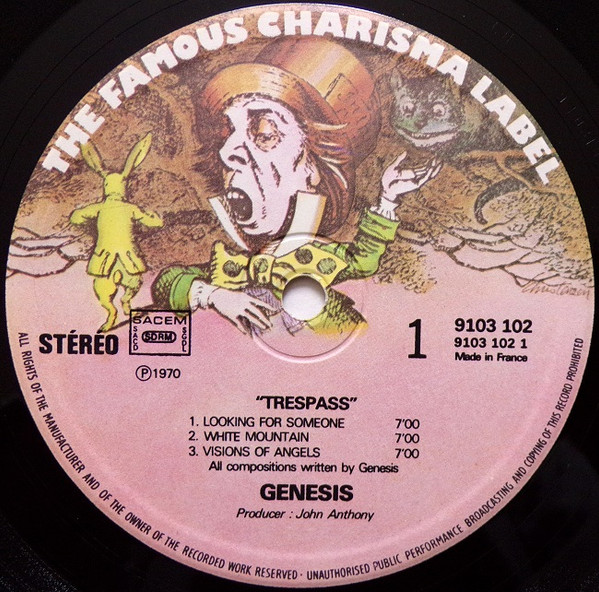 THE FAMOUS CHARISMA LABEL
STÉRÉO
SACEM
SACD
SDRM
SGDL
℗ 1970
1
9103 102
9103 102 1
Made in France
"TRESPASS"
1. LOOKING FOR SOMEONE 7'00
2. WHITE MOUNTAIN 7'00
3. VISIONS OF ANGELS 7'00
All compositions written by Genesis
GENESIS
Producer : John Anthony
ALL RIGHTS OF THE MANUFACTURER AND OF THE OWNER OF THE RECORDED WORK RESERVED · UNAUTHORISED PUBLIC PERFORMANCE BROADCASTING AND COPYING OF THIS RECORD PROHIBITED